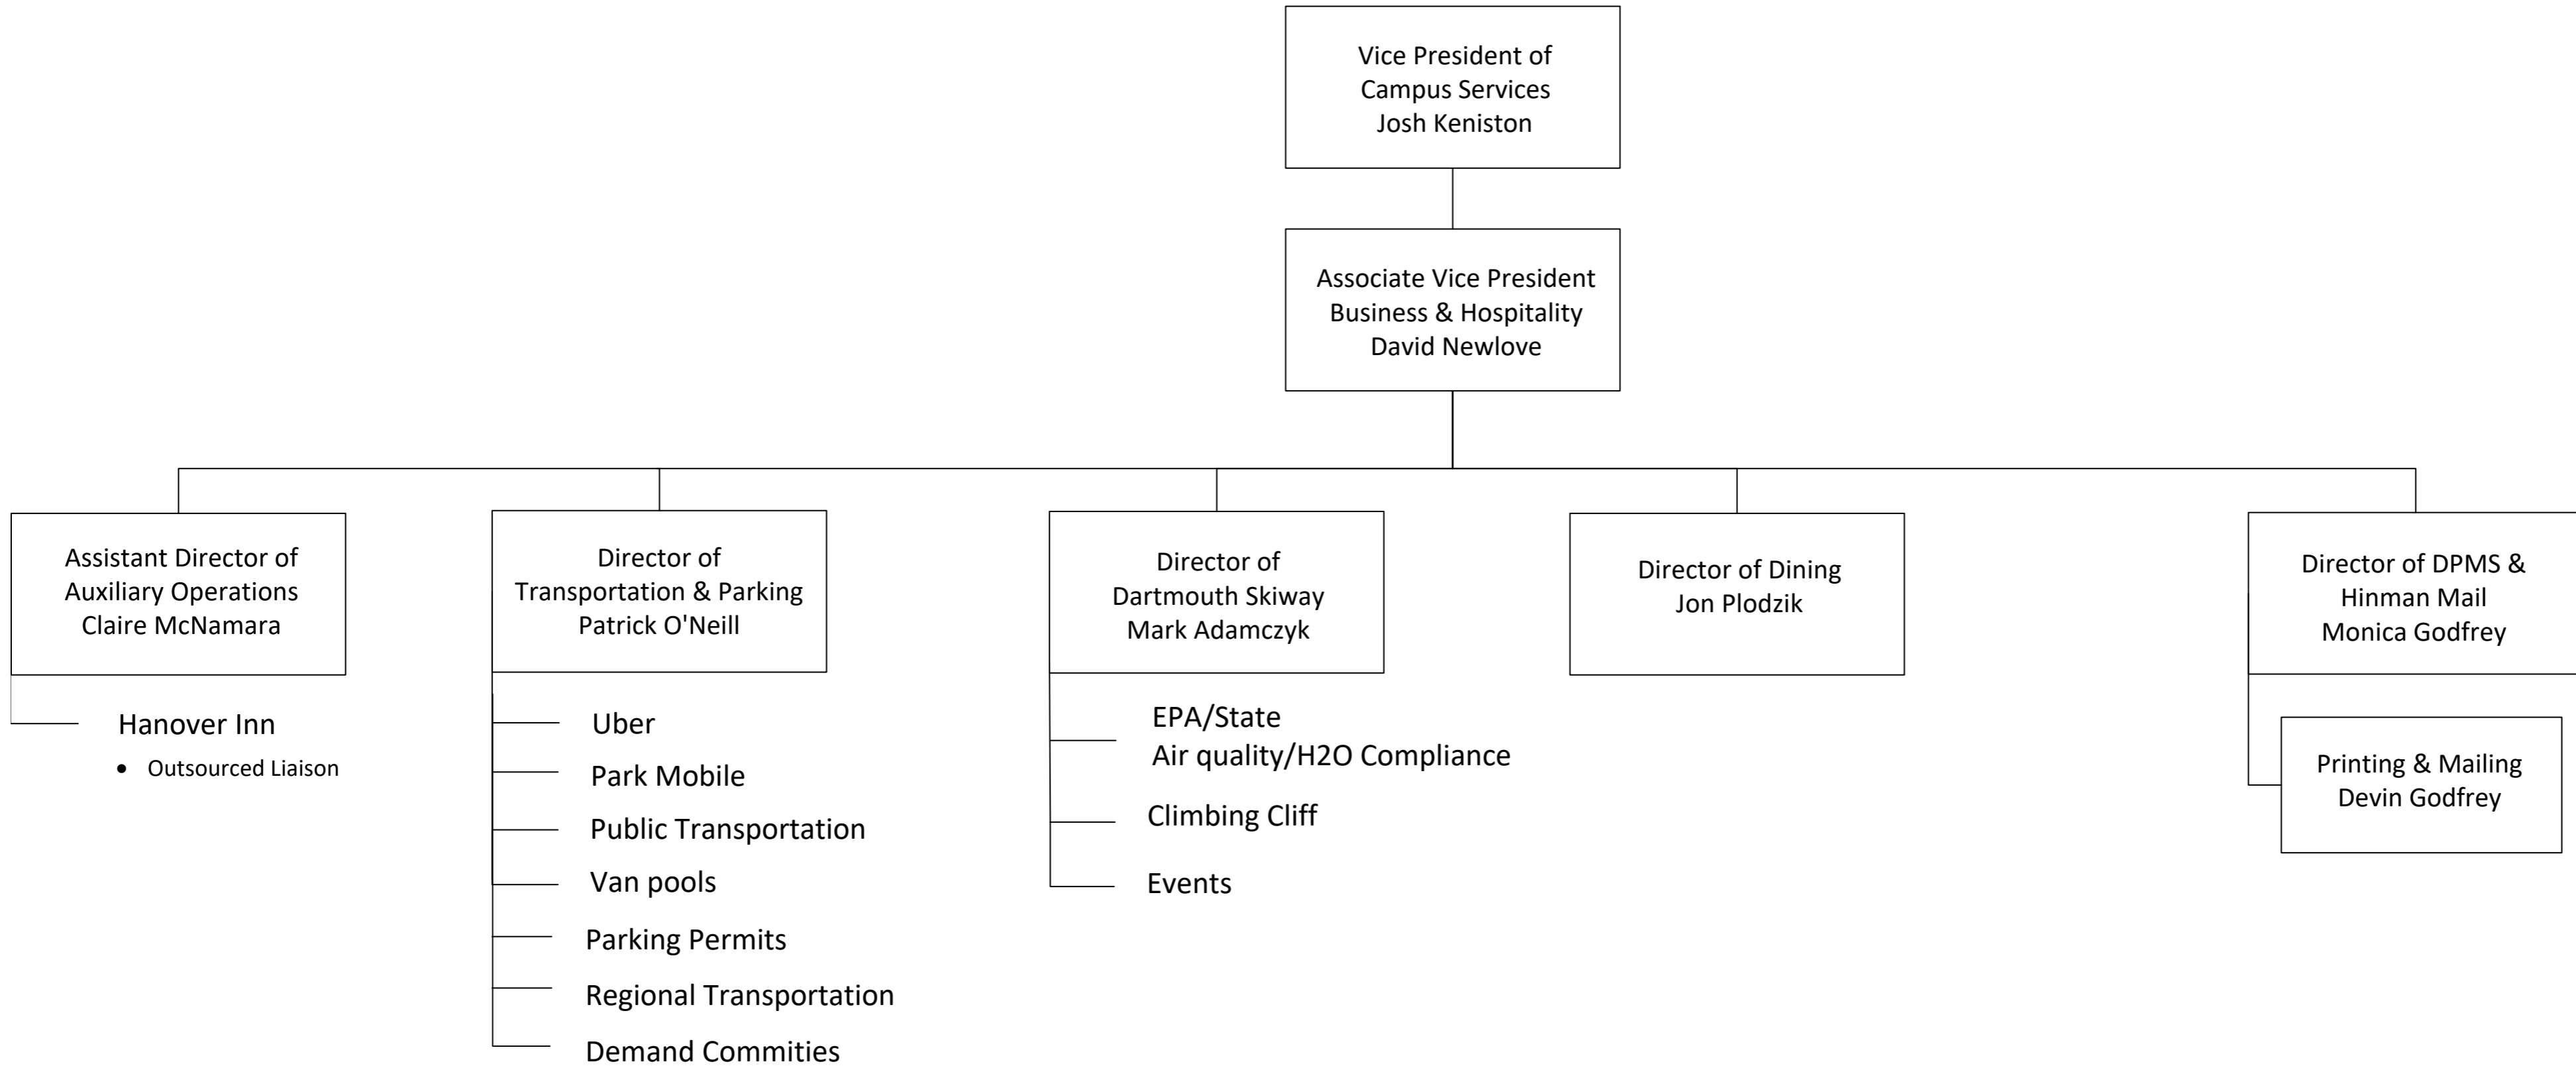 Vice President of
Campus Services
Josh Keniston
Associate Vice President
Business & Hospitality
David Newlove
Assistant Director of
Auxiliary Operations
Claire McNamara
Hanover Inn
• Outsourced Liaison
Director of
Transportation & Parking
Patrick O'Neill
Uber
Park Mobile
Public Transportation
Van pools
Parking Permits
Regional Transportation
Demand Commities
Director of
Dartmouth Skiway
Mark Adamczyk
EPA/State
Air quality/H2O Compliance
Climbing Cliff
Events
Director of Dining
Jon Plodzik
Director of DPMS &
Hinman Mail
Monica Godfrey
Printing & Mailing
Devin Godfrey